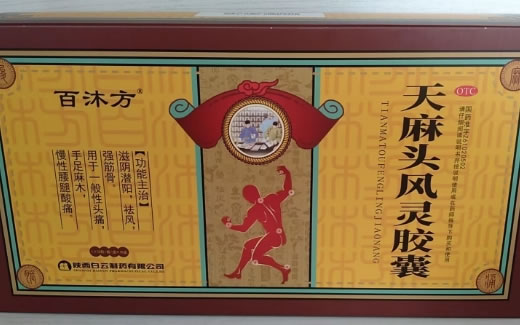 百沐方®
【功能主治】
滋阴潜阳，祛风，
强筋骨。
用于一般性头痛，
手足麻木，
慢性腰腿酸痛。
陕西白云制药有限公司
OTC
天麻头风灵胶囊
TIANMATOUFENGLINGJIAONANG